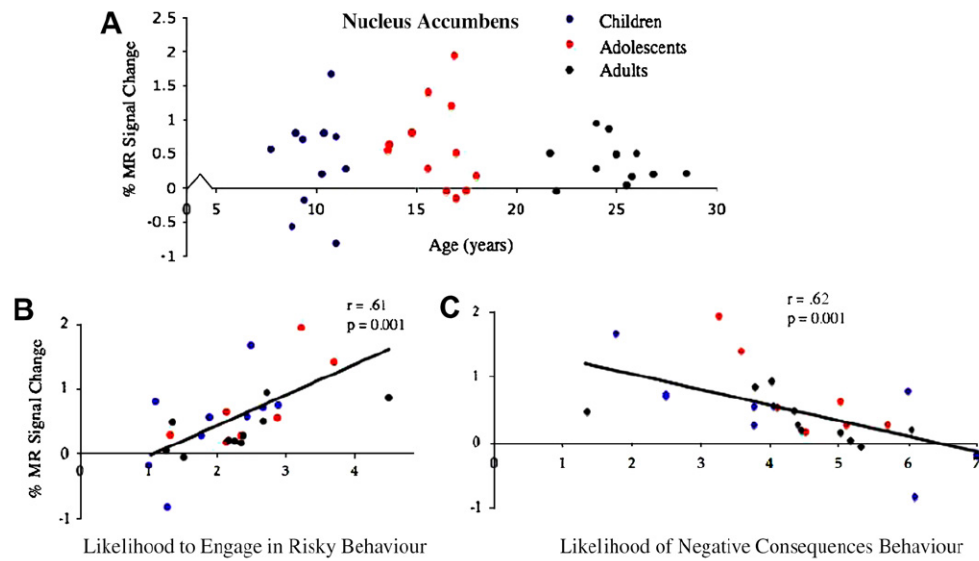 A
Nucleus Accumbens
Children
Adolescents
Adults
% MR Signal Change
2.5
2
1.5
1
0.5
0
-0.5
-1
0 5 10 15 20 25 30
Age (years)
B
r = .61
p = 0.001
% MR Signal Change
2
1
0
-1
0 1 2 3 4
Likelihood to Engage in Risky Behaviour
C
r = .62
p = 0.001
2
1
0
-1
0 1 2 3 4 5 6 7
Likelihood of Negative Consequences Behaviour